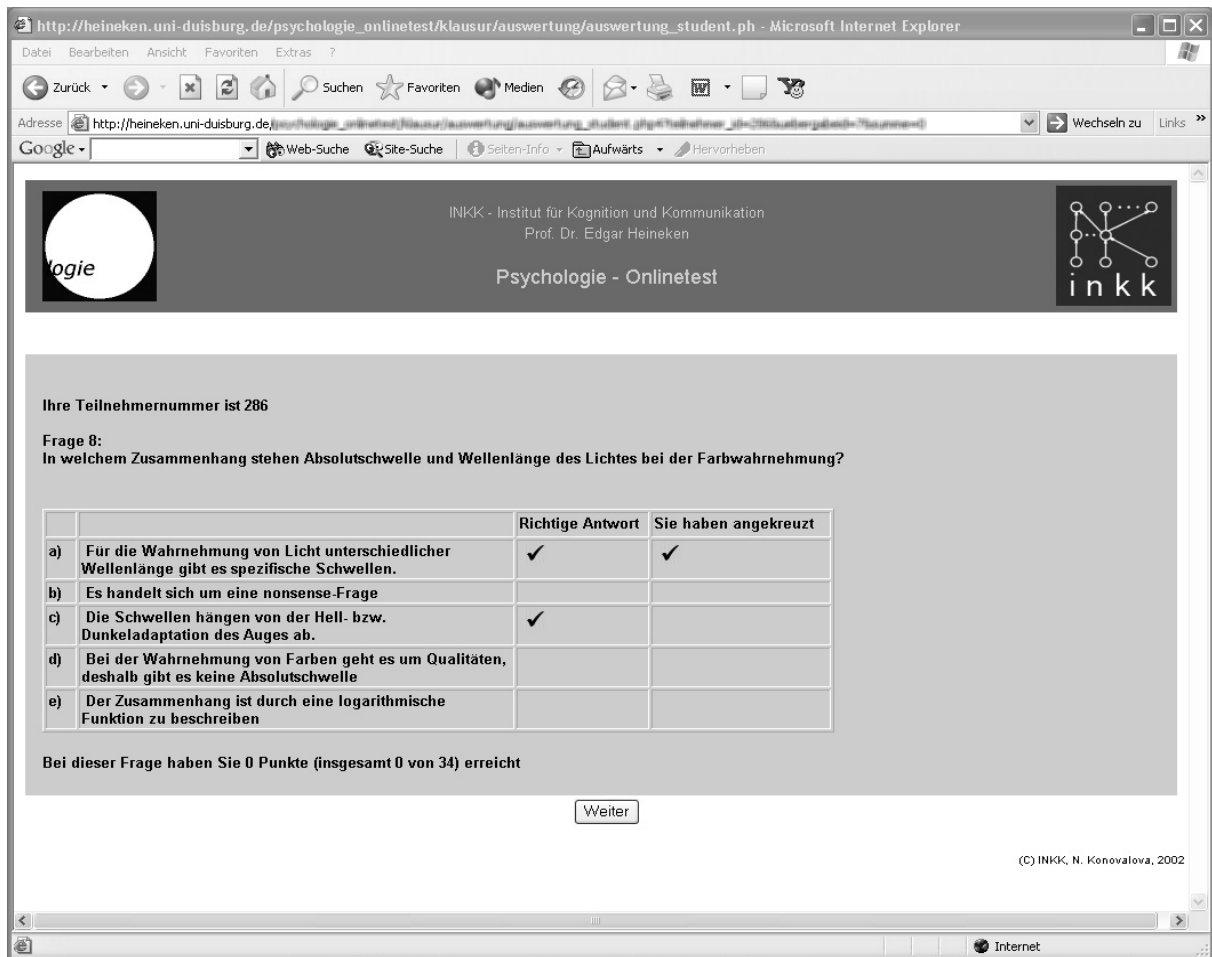 http://heineken.uni-duisburg.de/psychologie_onlinetest/klausur/auswertung/auswertung_student.ph - Microsoft Internet Explorer
Datei Bearbeiten Ansicht Favoriten Extras ?
Zurück Suchen Favoriten Medien
Adresse http://heineken.uni-duisburg.de/ Wechseln zu Links »
Google Web-Suche Site-Suche Seiten-Info Aufwärts Hervorheben
INKK - Institut für Kognition und Kommunikation
Prof. Dr. Edgar Heineken
logie
Psychologie - Onlinetest
inkk
Ihre Teilnehmernummer ist 286
Frage 8:
In welchem Zusammenhang stehen Absolutschwelle und Wellenlänge des Lichtes bei der Farbwahrnehmung?
Richtige Antwort Sie haben angekreuzt
a) Für die Wahrnehmung von Licht unterschiedlicher
Wellenlänge gibt es spezifische Schwellen.
b) Es handelt sich um eine nonsense-Frage
c) Die Schwellen hängen von der Hell- bzw.
Dunkeladaptation des Auges ab.
d) Bei der Wahrnehmung von Farben geht es um Qualitäten,
deshalb gibt es keine Absolutschwelle
e) Der Zusammenhang ist durch eine logarithmische
Funktion zu beschreiben
Bei dieser Frage haben Sie 0 Punkte (insgesamt 0 von 34) erreicht
Weiter
(C) INKK, N. Konovalova, 2002
Internet